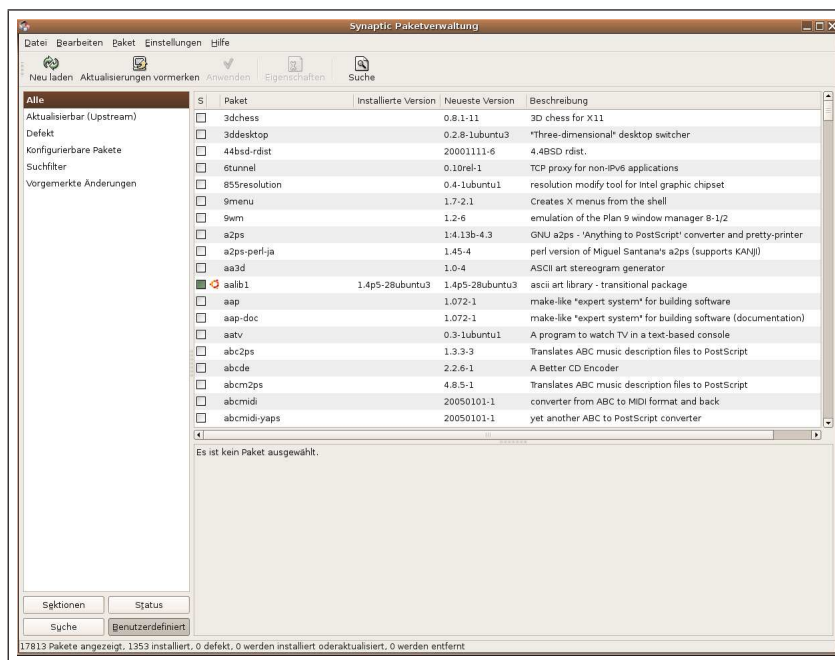 Synaptic Paketverwaltung
Datei Bearbeiten Paket Einstellungen Hilfe
Neu laden Aktualisierungen vormerken Anwenden Eigenschaften Suche
Alle
Aktualisierbar (Upstream)
Defekt
Konfigurierbare Pakete
Suchfilter
Vorgemerkte Änderungen
S Paket Installierte Version Neueste Version Beschreibung
3dchess 0.8.1-11 3D chess for X11
3ddesktop 0.2.8-1ubuntu3 "Three-dimensional" desktop switcher
44bsd-rdist 20001111-6 4.4BSD rdist.
6tunnel 0.10rel-1 TCP proxy for non-IPv6 applications
855resolution 0.4-1ubuntu1 resolution modify tool for Intel graphic chipset
9menu 1.7-2.1 Creates X menus from the shell
9wm 1.2-6 emulation of the Plan 9 window manager 8-1/2
a2ps 1:4.13b-4.3 GNU a2ps - 'Anything to PostScript' converter and pretty-printer
a2ps-perl-ja 1.45-4 perl version of Miguel Santana's a2ps (supports KANJI)
aa3d 1.0-4 ASCII art stereogram generator
aalib1 1.4p5-28ubuntu3 1.4p5-28ubuntu3 ascii art library - transitional package
aap 1.072-1 make-like "expert system" for building software
aap-doc 1.072-1 make-like "expert system" for building software (documentation)
aatv 0.3-1ubuntu1 A program to watch TV in a text-based console
abc2ps 1.3.3-3 Translates ABC music description files to PostScript
abcde 2.2.6-1 A Better CD Encoder
abcm2ps 4.8.5-1 Translates ABC music description files to PostScript
abcmidi 20050101-1 converter from ABC to MIDI format and back
abcmidi-yaps 20050101-1 yet another ABC to PostScript converter
Es ist kein Paket ausgewählt.
Sektionen Status
Suche Benutzerdefiniert
17813 Pakete angezeigt, 1353 installiert, 0 defekt, 0 werden installiert oderaktualisiert, 0 werden entfernt